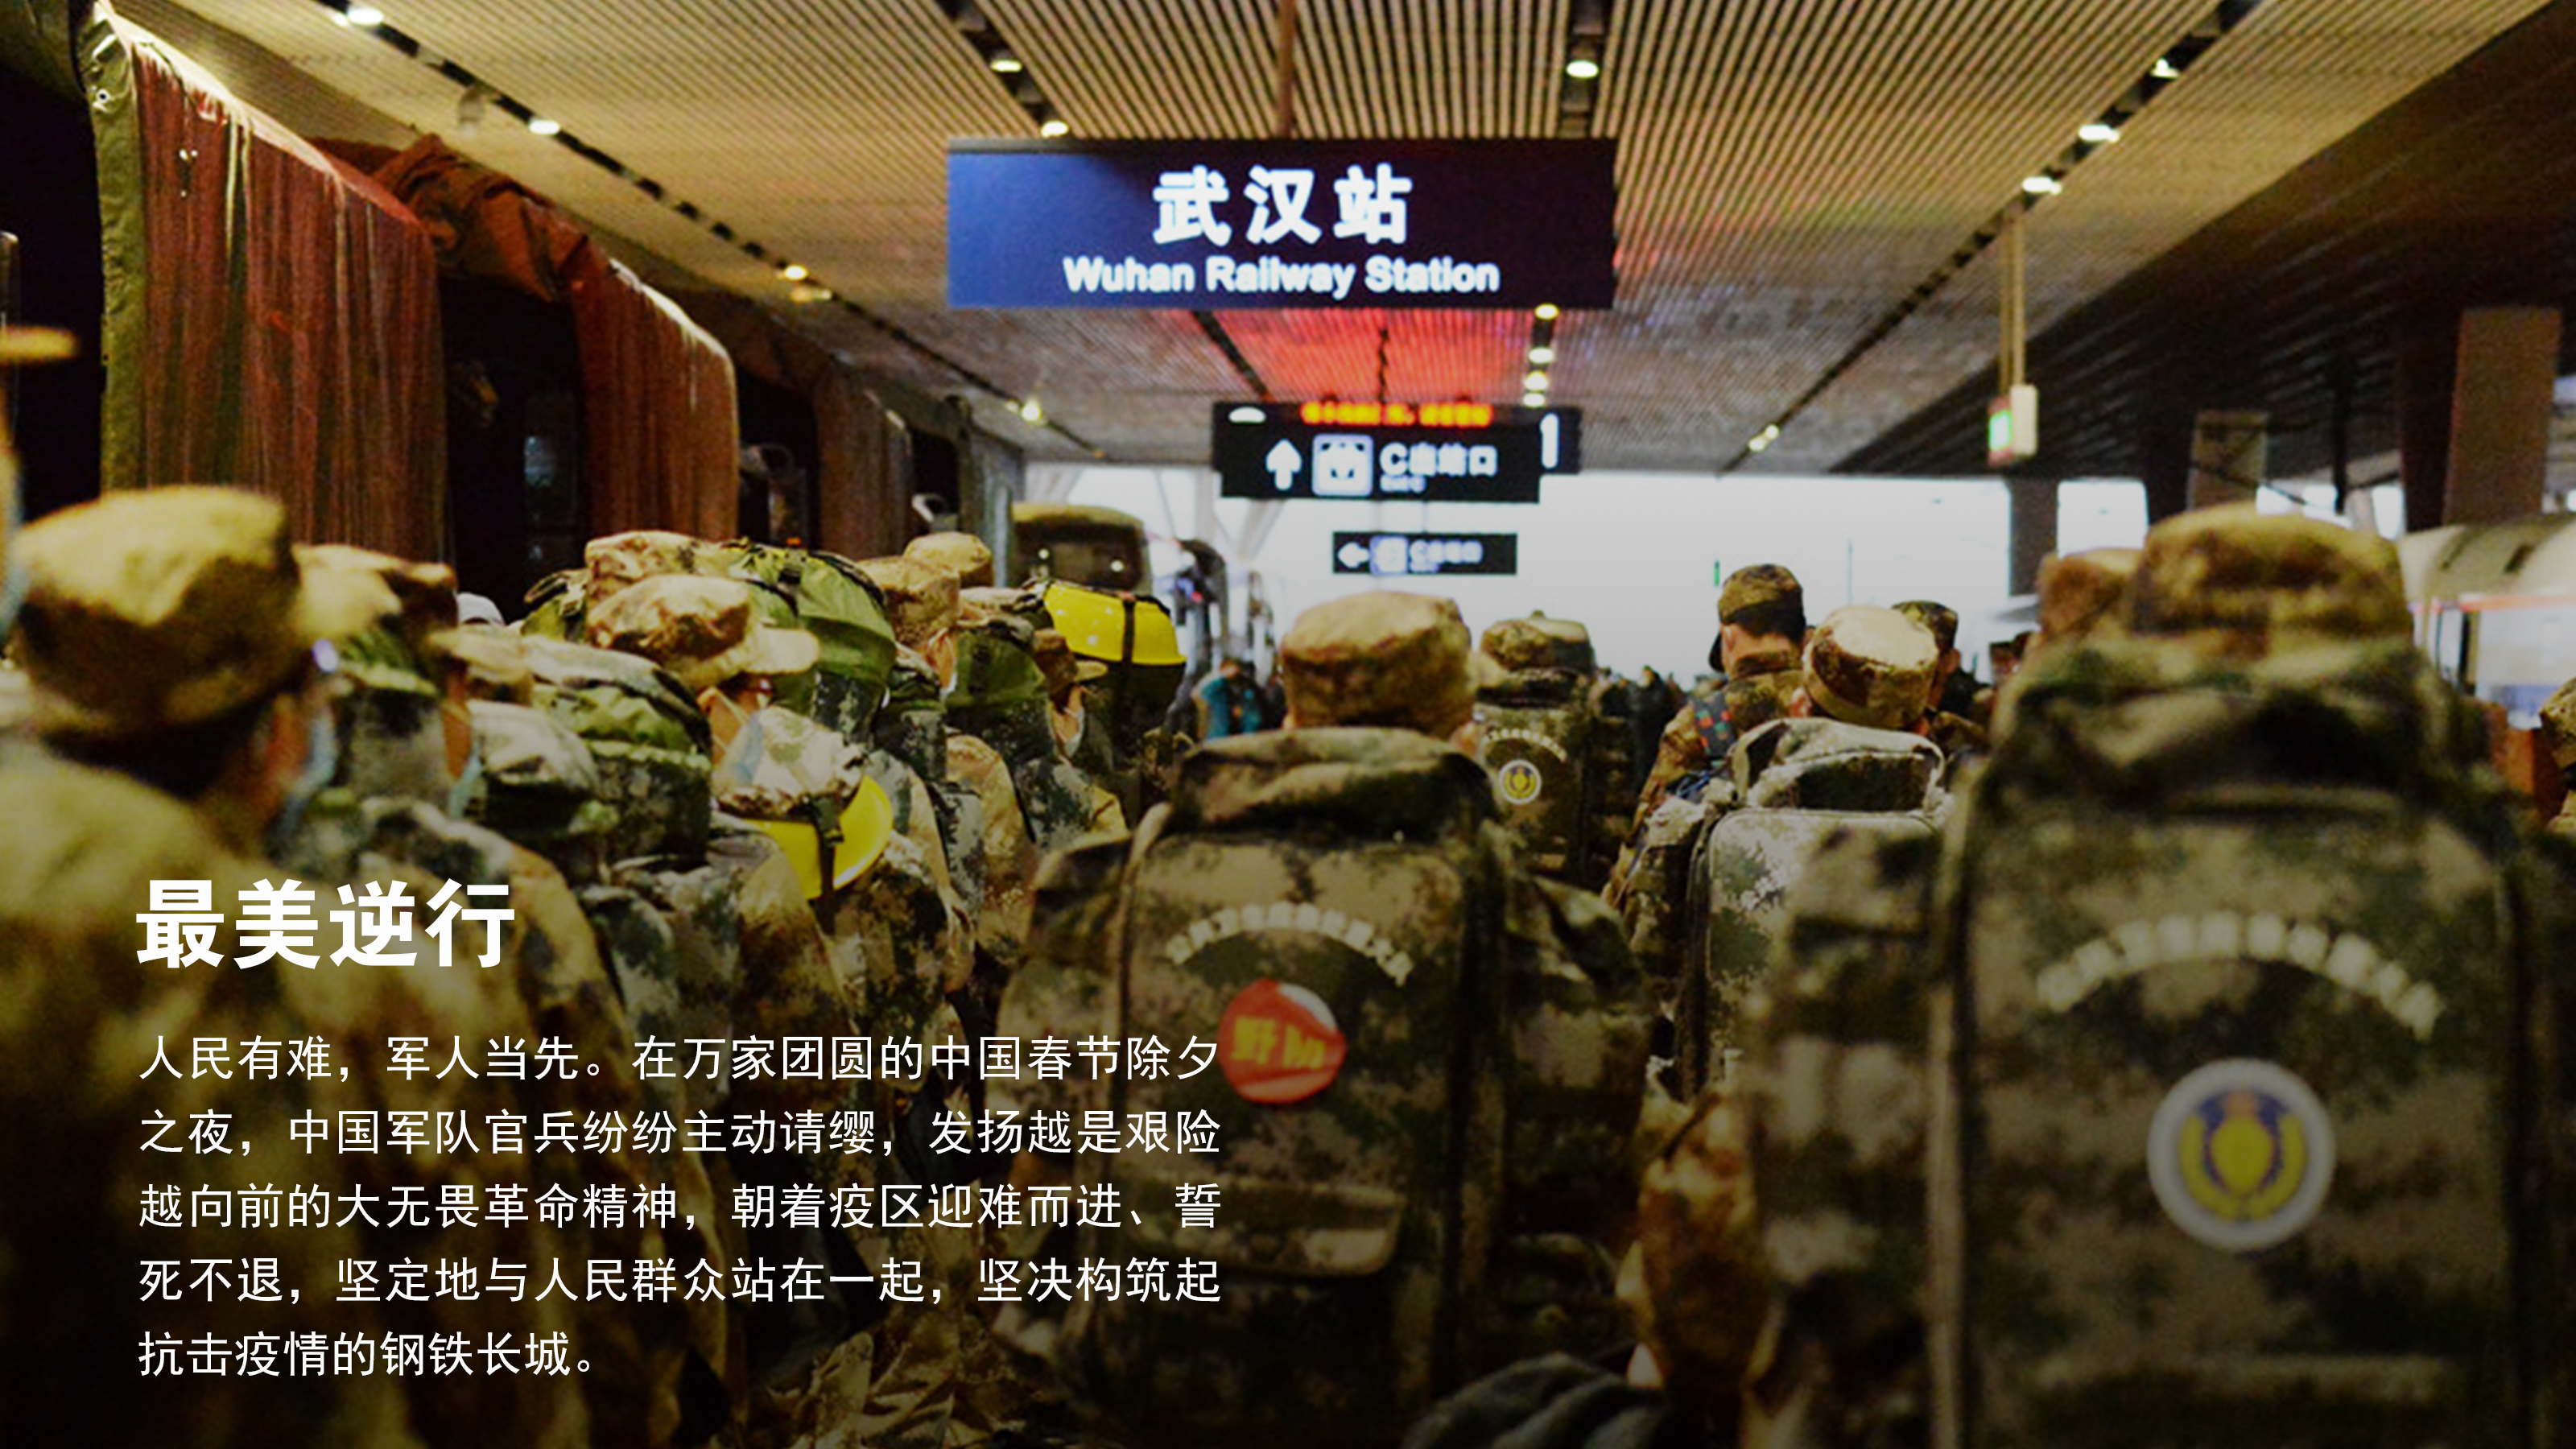 武汉站
Wuhan Railway Station
1
C出站口
最美逆行
人民有难，军人当先。在万家团圆的中国春节除夕
之夜，中国军队官兵纷纷主动请缨，发扬越是艰险
越向前的大无畏革命精神，朝着疫区迎难而进、誓
死不退，坚定地与人民群众站在一起，坚决构筑起
抗击疫情的钢铁长城。